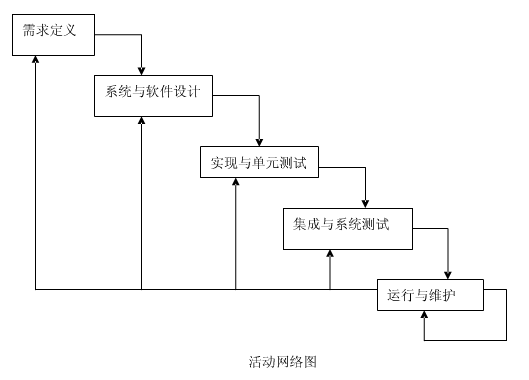 需求定义
系统与软件设计
实现与单元测试
集成与系统测试
运行与维护
活动网络图